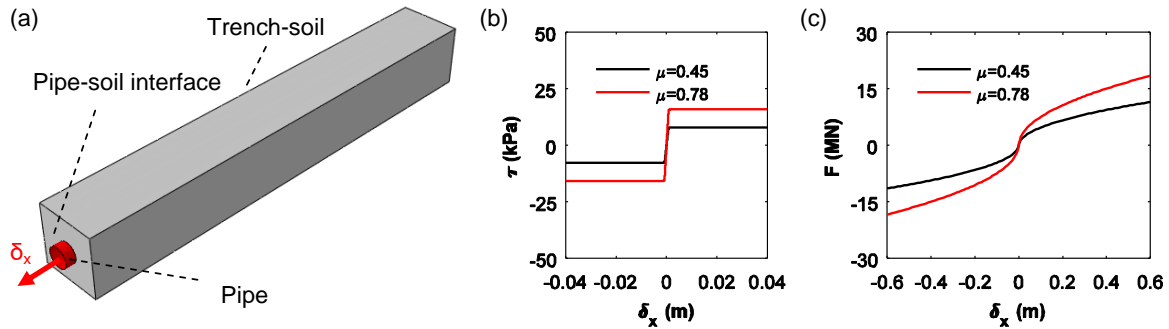 (a)
Trench-soil
Pipe-soil interface
δx
Pipe
(b)
50
25
0
-25
-50
τ (kPa)
μ=0.45
μ=0.78
-0.04 -0.02 0 0.02 0.04
δx (m)
(c)
30
15
0
-15
-30
F (MN)
μ=0.45
μ=0.78
-0.6 -0.4 -0.2 0 0.2 0.4 0.6
δx (m)